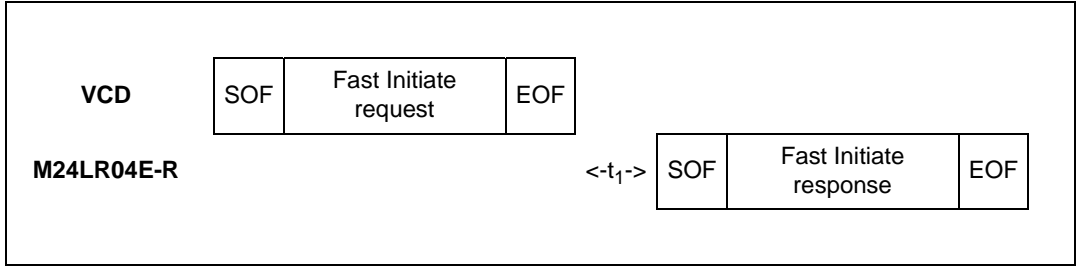 VCD SOF Fast Initiate request EOF
M24LR04E-R <-t1-> SOF Fast Initiate response EOF